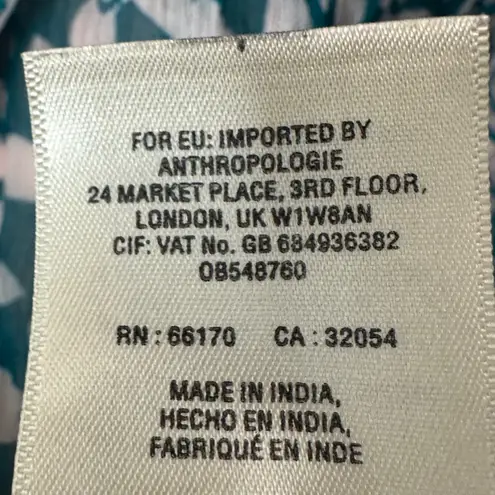 FOR EU: IMPORTED BY
ANTHROPOLOGIE
24 MARKET PLACE, 3RD FLOOR,
LONDON, UK W1W8AN
CIF: VAT No. GB 684936382
OB548760
RN : 66170 CA : 32054
MADE IN INDIA,
HECHO EN INDIA,
FABRIQUÉ EN INDE